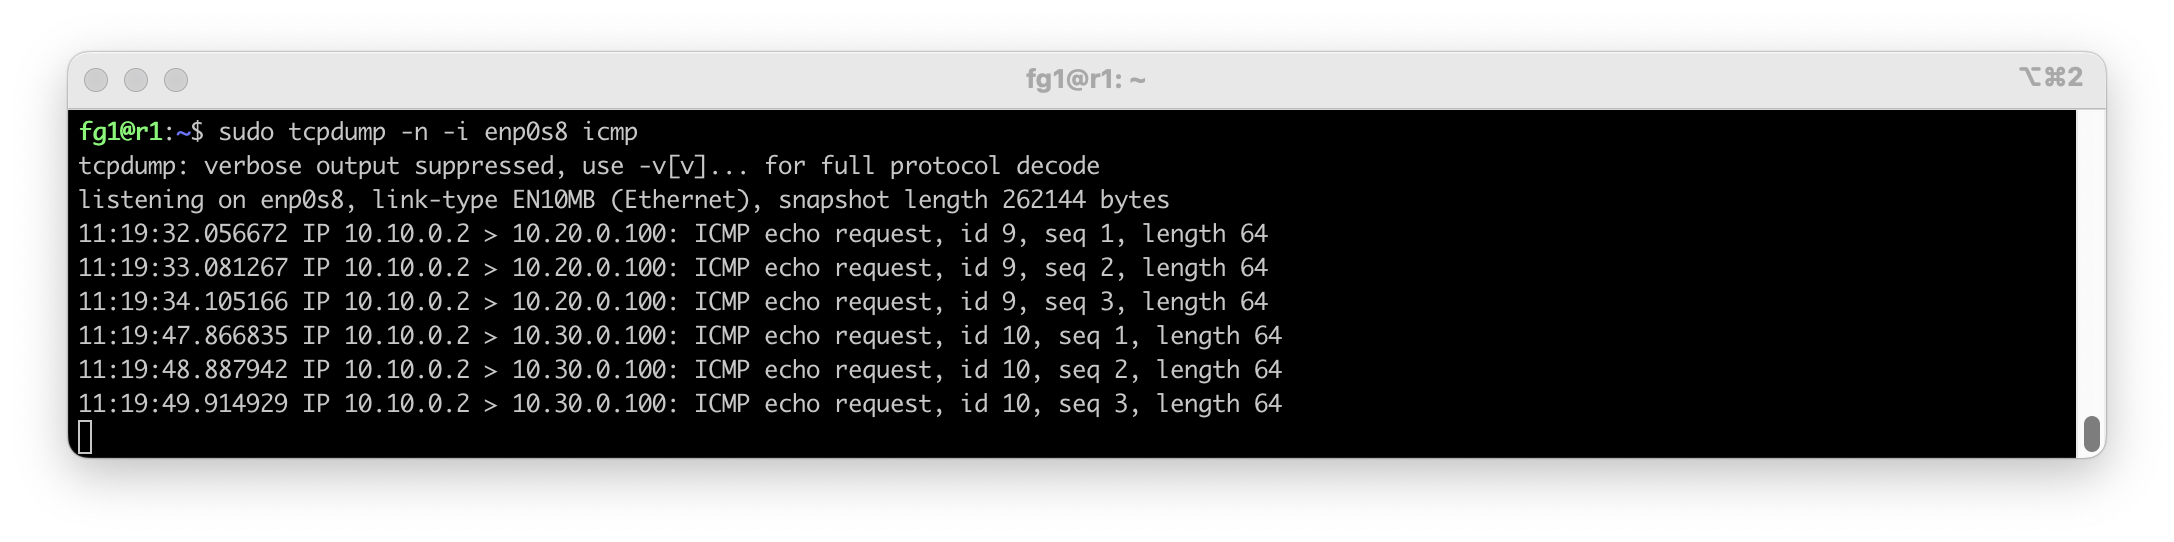 fg1@r1: ~
⌥⌘2
fg1@r1:~$ sudo tcpdump -n -i enp0s8 icmp
tcpdump: verbose output suppressed, use -v[v]... for full protocol decode
listening on enp0s8, link-type EN10MB (Ethernet), snapshot length 262144 bytes
11:19:32.056672 IP 10.10.0.2 > 10.20.0.100: ICMP echo request, id 9, seq 1, length 64
11:19:33.081267 IP 10.10.0.2 > 10.20.0.100: ICMP echo request, id 9, seq 2, length 64
11:19:34.105166 IP 10.10.0.2 > 10.20.0.100: ICMP echo request, id 9, seq 3, length 64
11:19:47.866835 IP 10.10.0.2 > 10.30.0.100: ICMP echo request, id 10, seq 1, length 64
11:19:48.887942 IP 10.10.0.2 > 10.30.0.100: ICMP echo request, id 10, seq 2, length 64
11:19:49.914929 IP 10.10.0.2 > 10.30.0.100: ICMP echo request, id 10, seq 3, length 64